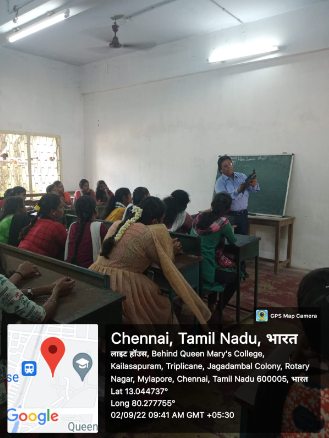 GPS Map Camera
Chennai, Tamil Nadu, भारत
लाइट हॉउस, Behind Queen Mary's College,
Kailasapuram, Triplicane, Jagadambal Colony, Rotary
Nagar, Mylapore, Chennai, Tamil Nadu 600005, भारत
Lat 13.044737°
Long 80.277755°
02/09/22 09:41 AM GMT +05:30
Google
Queen